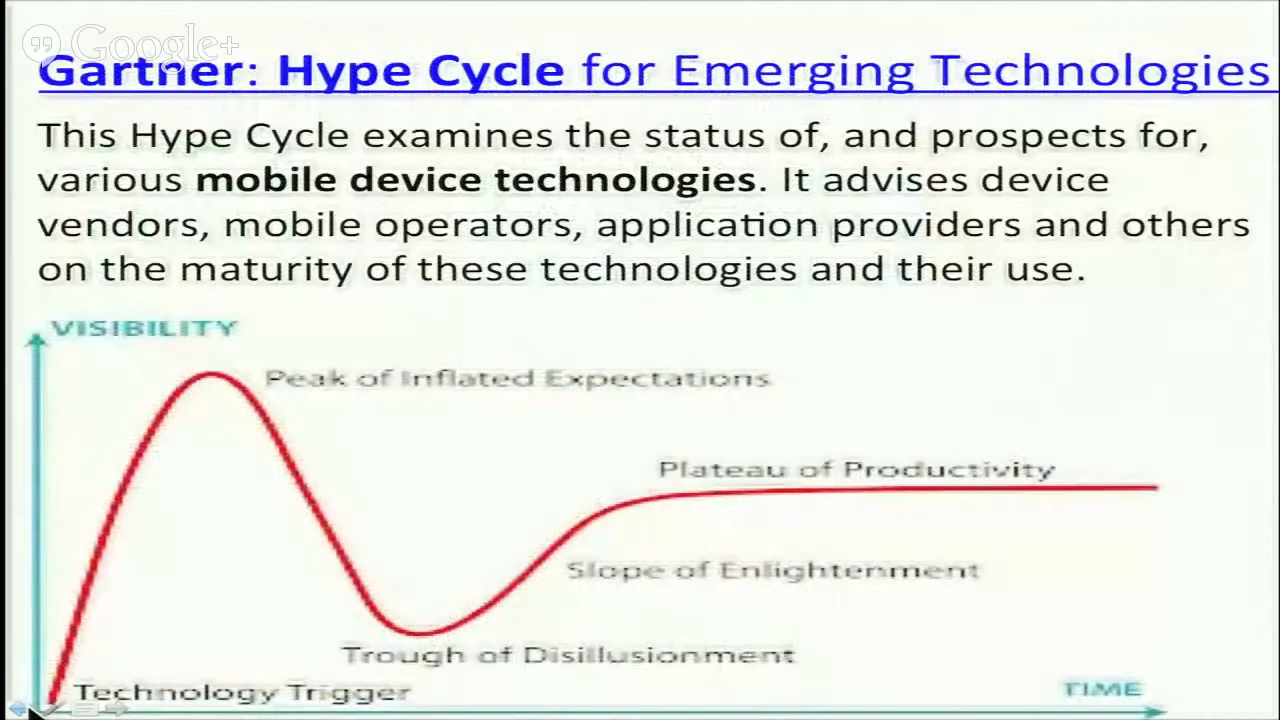 Google+
Gartner: Hype Cycle for Emerging Technologies
This Hype Cycle examines the status of, and prospects for,
various mobile device technologies. It advises device
vendors, mobile operators, application providers and others
on the maturity of these technologies and their use.
VISIBILITY
Peak of Inflated Expectations
Plateau of Productivity
Slope of Enlightenment
Trough of Disillusionment
Technology Trigger
TIME